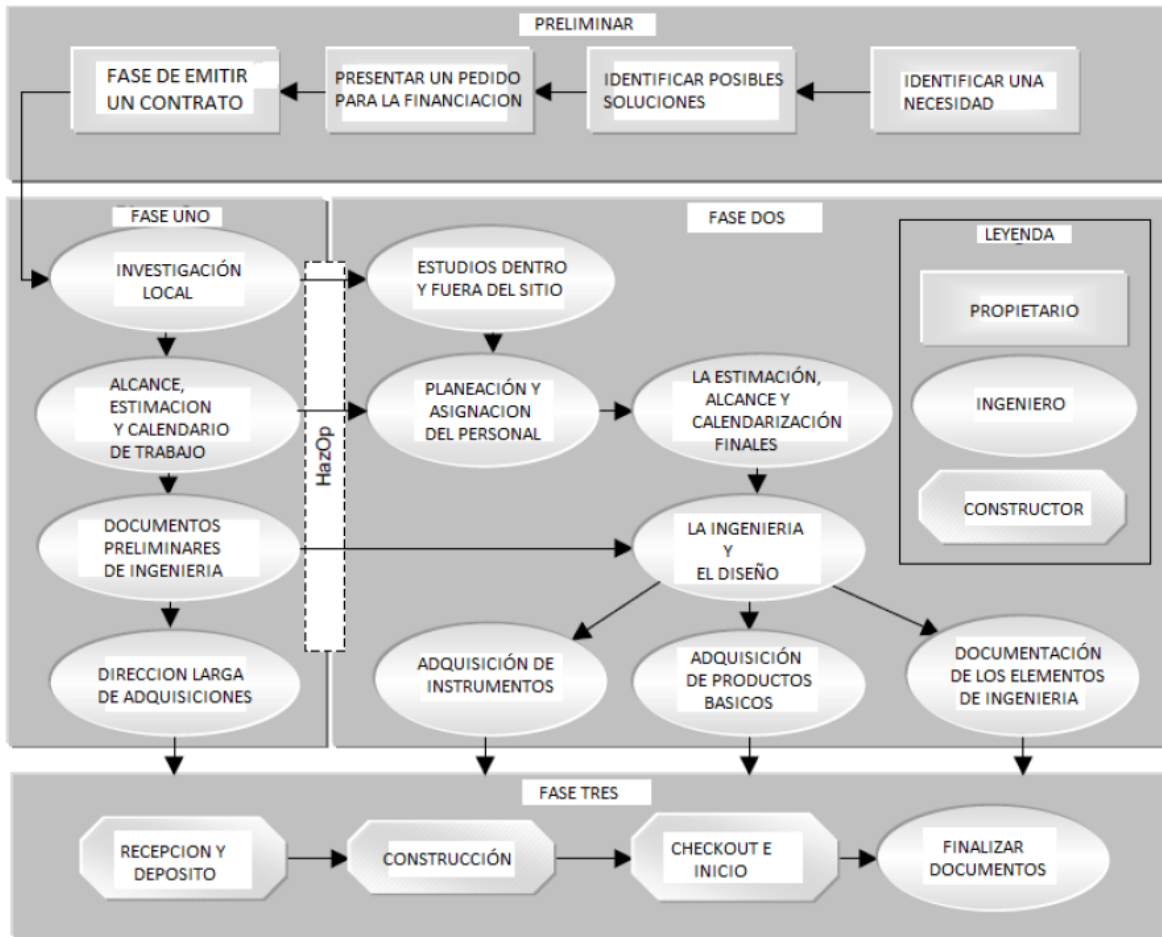 PRELIMINAR
FASE DE EMITIR
UN CONTRATO
PRESENTAR UN PEDIDO
PARA LA FINANCIACION
IDENTIFICAR POSIBLES
SOLUCIONES
IDENTIFICAR UNA
NECESIDAD
FASE UNO
INVESTIGACIÓN
LOCAL
ALCANCE,
ESTIMACION
Y CALENDARIO
DE TRABAJO
DOCUMENTOS
PRELIMINARES
DE INGENIERIA
DIRECCION LARGA
DE ADQUISICIONES
HazOp
FASE DOS
ESTUDIOS DENTRO
Y FUERA DEL SITIO
PLANEACIÓN Y
ASIGNACION
DEL PERSONAL
LA ESTIMACIÓN,
ALCANCE Y
CALENDARIZACIÓN
FINALES
LA INGENIERIA
Y
EL DISEÑO
ADQUISICIÓN DE
INSTRUMENTOS
ADQUISICIÓN
DE PRODUCTOS
BASICOS
DOCUMENTACIÓN
DE LOS ELEMENTOS
DE INGENIERIA
LEYENDA
PROPIETARIO
INGENIERO
CONSTRUCTOR
FASE TRES
RECEPCION Y
DEPOSITO
CONSTRUCCIÓN
CHECKOUT E
INICIO
FINALIZAR
DOCUMENTOS